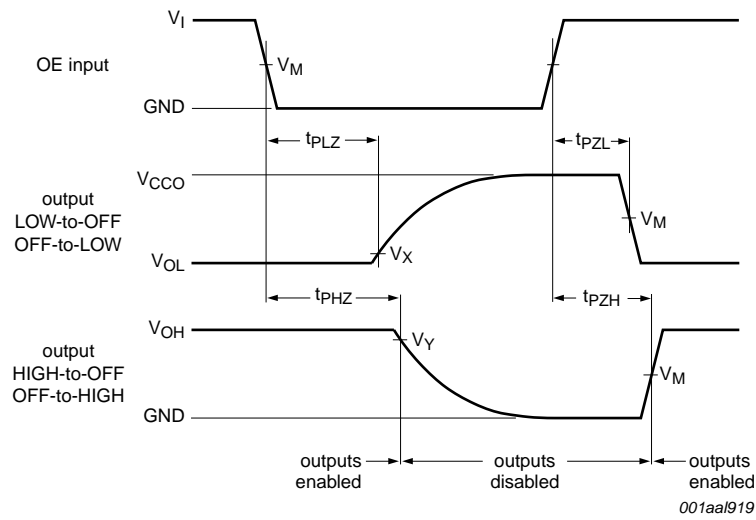 VI
OE input
VM
GND
tPLZ
tPZL
VCCO
output
LOW-to-OFF
OFF-to-LOW
VM
VX
VOL
tPHZ
tPZH
VOH
VY
output
HIGH-to-OFF
OFF-to-HIGH
VM
GND
outputs
enabled
outputs
disabled
outputs
enabled
001aal919